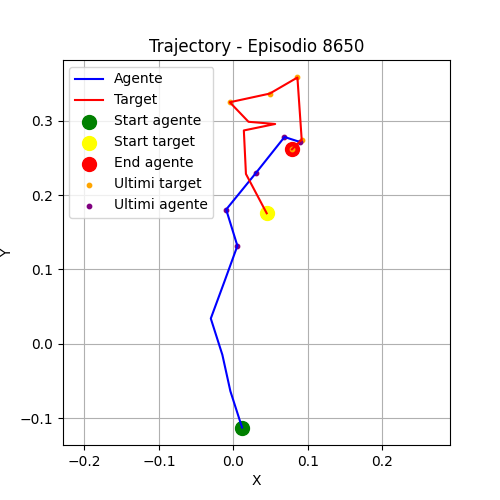 Trajectory - Episodio 8650
Agente
Target
Start agente
Start target
End agente
Ultimi target
Ultimi agente
Y
0.3
0.2
0.1
0.0
−0.1
−0.2
−0.1
0.0
0.1
0.2
X